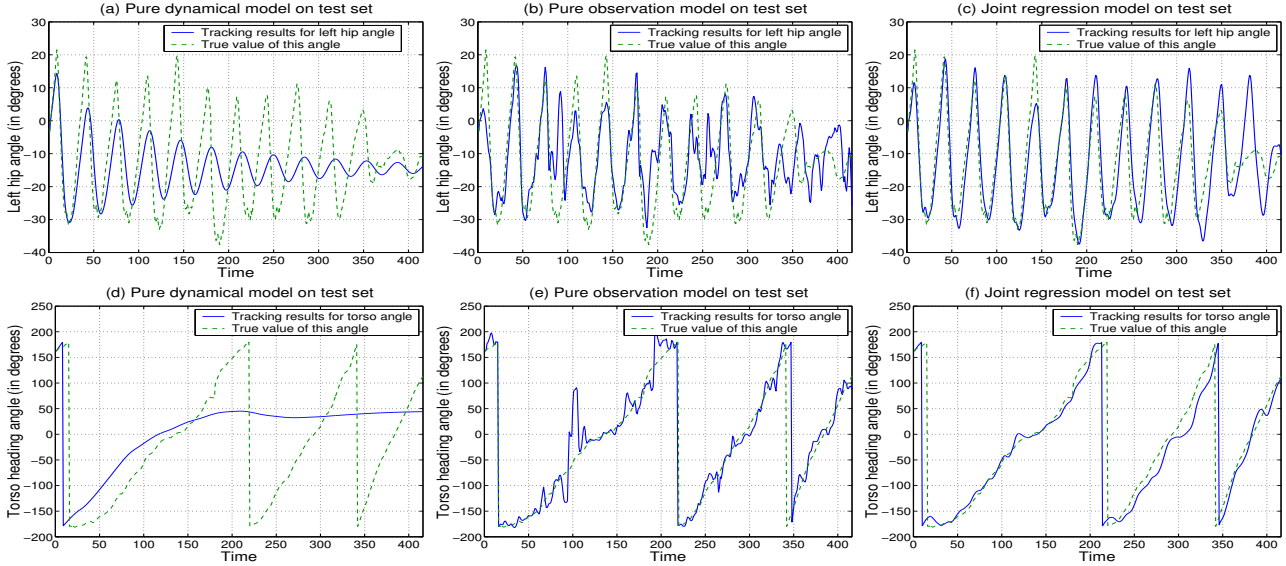 (a) Pure dynamical model on test set
Tracking results for left hip angle
True value of this angle
Left hip angle (in degrees)
30
20
10
0
−10
−20
−30
−40
0 50 100 150 200 250 300 350 400
Time
(b) Pure observation model on test set
Tracking results for left hip angle
True value of this angle
Left hip angle (in degrees)
30
20
10
0
−10
−20
−30
−40
0 50 100 150 200 250 300 350 400
Time
(c) Joint regression model on test set
Tracking results for left hip angle
True value of this angle
Left hip angle (in degrees)
30
20
10
0
−10
−20
−30
−40
0 50 100 150 200 250 300 350 400
Time
(d) Pure dynamical model on test set
Tracking results for torso angle
True value of this angle
Torso heading angle (in degrees)
250
200
150
100
50
0
−50
−100
−150
−200
0 50 100 150 200 250 300 350 400
Time
(e) Pure observation model on test set
Tracking results for torso angle
True value of this angle
Torso heading angle (in degrees)
250
200
150
100
50
0
−50
−100
−150
−200
0 50 100 150 200 250 300 350 400
Time
(f) Joint regression model on test set
Tracking results for torso angle
True value of this angle
Torso heading angle (in degrees)
250
200
150
100
50
0
−50
−100
−150
−200
0 50 100 150 200 250 300 350 400
Time